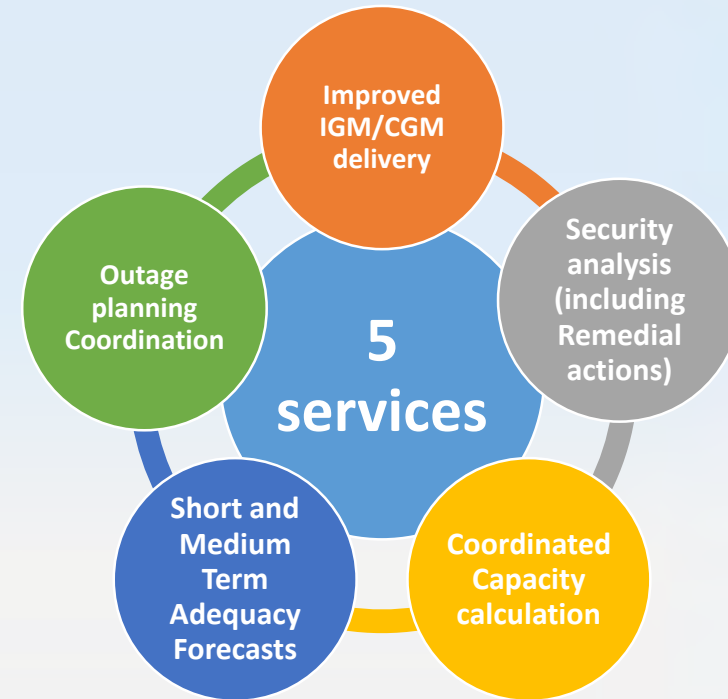 Improved
IGM/CGM
delivery
Security
analysis
(including
Remedial
actions)
Coordinated
Capacity
calculation
Short and
Medium
Term
Adequacy
Forecasts
Outage
planning
Coordination
5
services